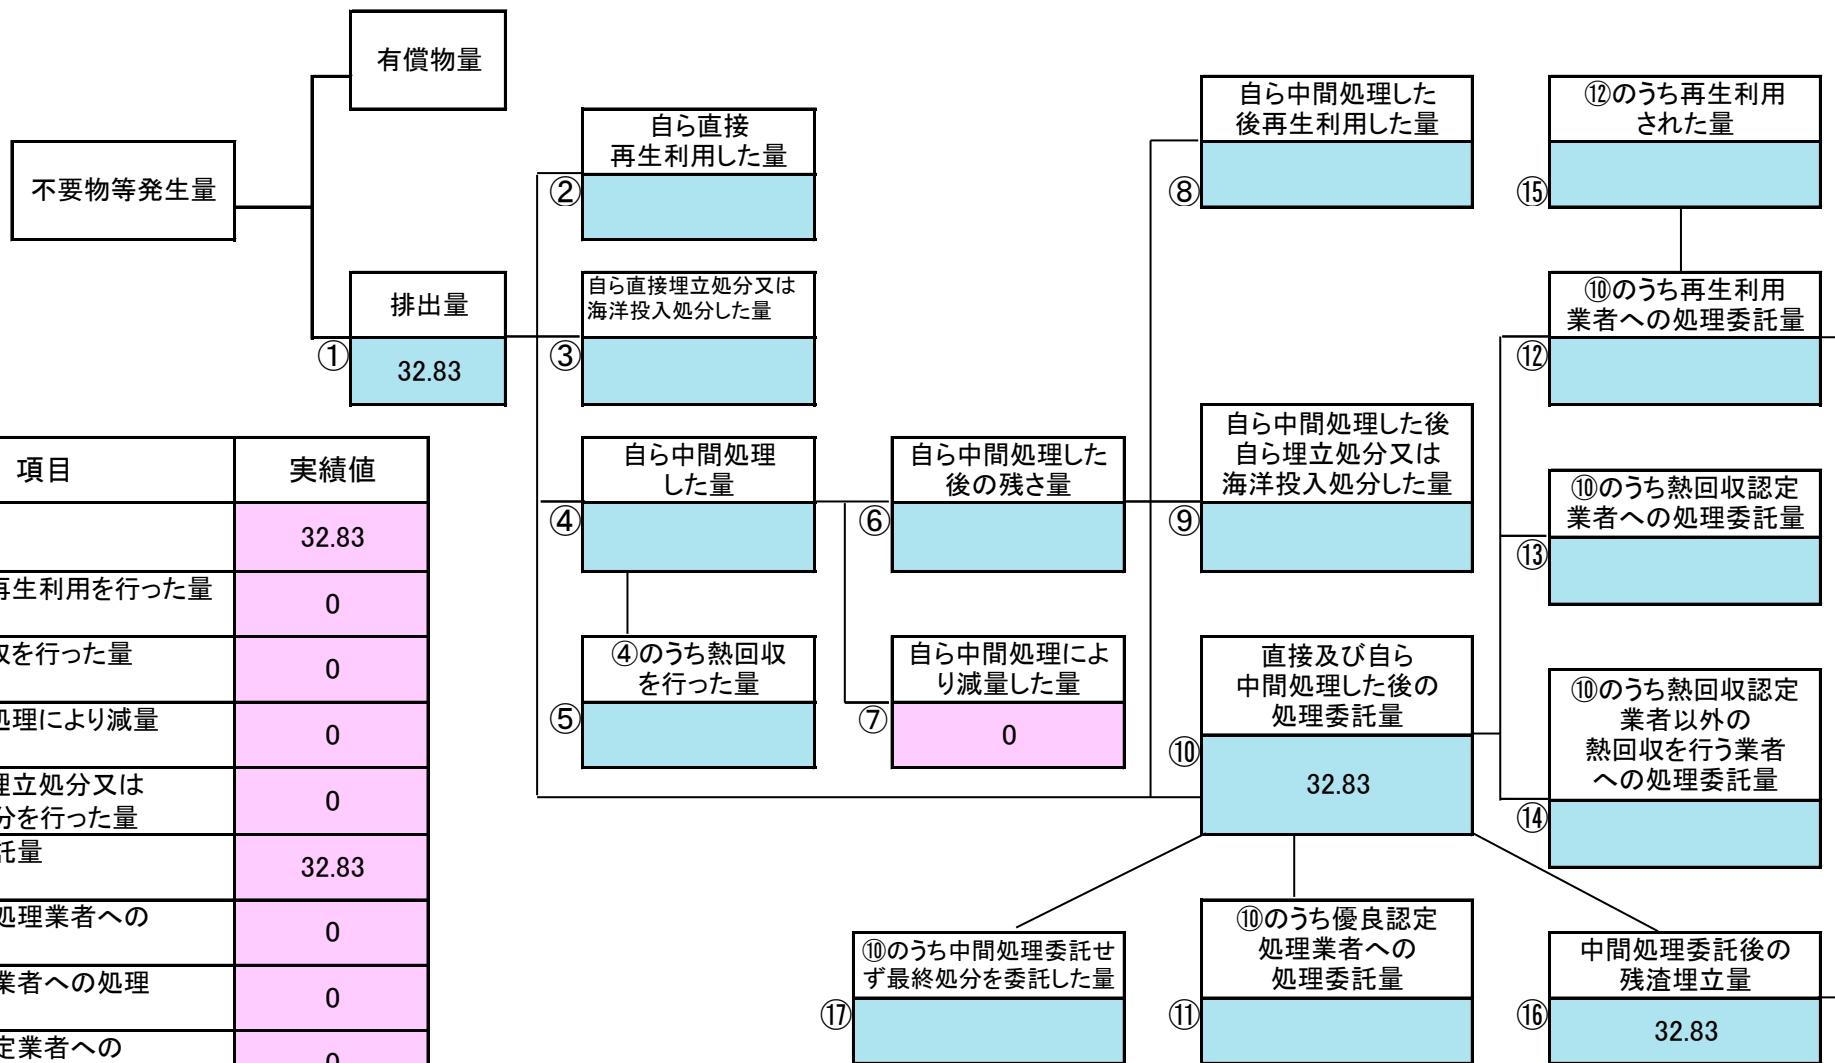 有償物量
不要物等発生量
排出量
①
32.83
自ら直接
再生利用した量
②
自ら直接埋立処分又は
海洋投入処分した量
③
自ら中間処理
した量
④
④のうち熱回収
を行った量
⑤
自ら中間処理した
後の残さ量
⑥
自ら中間処理によ
り減量した量
⑦
0
自ら中間処理した
後再生利用した量
⑧
自ら中間処理した後
自ら埋立処分又は
海洋投入処分した量
⑨
直接及び自ら
中間処理した後の
処理委託量
⑩
32.83
⑫のうち再生利用
された量
⑮
⑩のうち再生利用
業者への処理委託量
⑫
⑩のうち熱回収認定
業者への処理委託量
⑬
⑩のうち熱回収認定
業者以外の
熱回収を行う業者
への処理委託量
⑭
⑩のうち中間処理委託せ
ず最終処分を委託した量
⑰
⑩のうち優良認定
処理業者への
処理委託量
⑪
中間処理委託後の
残渣埋立量
⑯
32.83
項目 実績値
32.83
再生利用を行った量
0
を行った量
0
処理により減量
0
埋立処分又は
分を行った量
0
託量
32.83
処理業者への
0
業者への処理
0
定業者への
0